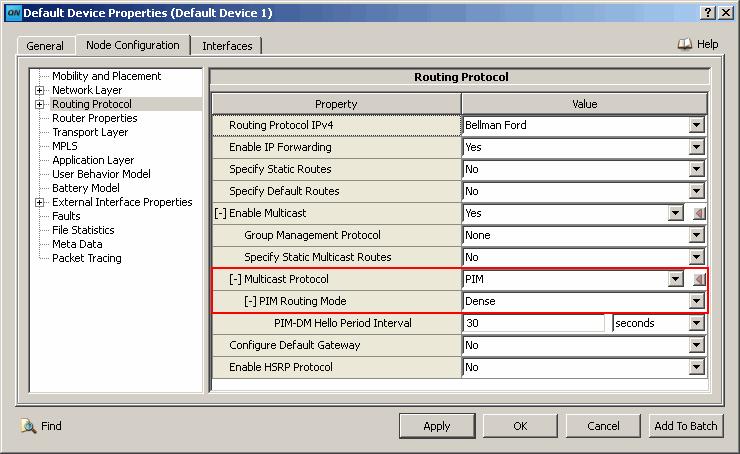 QN Default Device Properties (Default Device 1)
General Node Configuration Interfaces Help
Mobility and Placement
Network Layer
Routing Protocol
Router Properties
Transport Layer
MPLS
Application Layer
User Behavior Model
Battery Model
External Interface Properties
Faults
File Statistics
Meta Data
Packet Tracing
Routing Protocol
Property Value
Routing Protocol IPv4 Bellman Ford
Enable IP Forwarding Yes
Specify Static Routes No
Specify Default Routes No
[-] Enable Multicast Yes
Group Management Protocol None
Specify Static Multicast Routes No
[-] Multicast Protocol PIM
[-] PIM Routing Mode Dense
PIM-DM Hello Period Interval 30 seconds
Configure Default Gateway No
Enable HSRP Protocol No
Find Apply OK Cancel Add To Batch